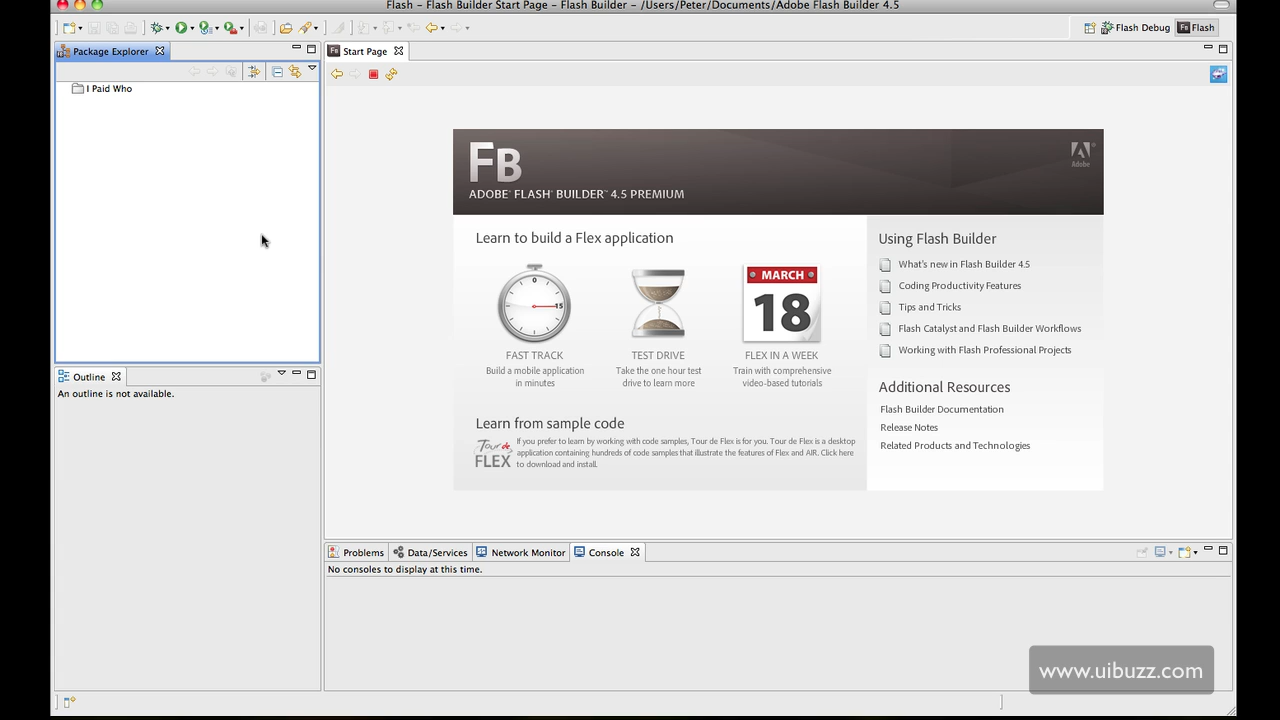 Flash – Flash Builder Start Page – Flash Builder – /Users/Peter/Documents/Adobe Flash Builder 4.5
Flash Debug
Fb Flash
Package Explorer
I Paid Who
Outline
An outline is not available.
Fb Start Page
FB
ADOBE® FLASH® BUILDER™ 4.5 PREMIUM
Adobe
Learn to build a Flex application
0
15
MARCH
18
FAST TRACK
Build a mobile application
in minutes
TEST DRIVE
Take the one hour test
drive to learn more
FLEX IN A WEEK
Train with comprehensive
video-based tutorials
Learn from sample code
Tour de
FLEX
If you prefer to learn by working with code samples, Tour de Flex is for you. Tour de Flex is a desktop
application containing hundreds of code samples that illustrate the features of Flex and AIR. Click here
to download and install.
Using Flash Builder
What's new in Flash Builder 4.5
Coding Productivity Features
Tips and Tricks
Flash Catalyst and Flash Builder Workflows
Working with Flash Professional Projects
Additional Resources
Flash Builder Documentation
Release Notes
Related Products and Technologies
Problems
Data/Services
Network Monitor
Console
No consoles to display at this time.
www.uibuzz.com